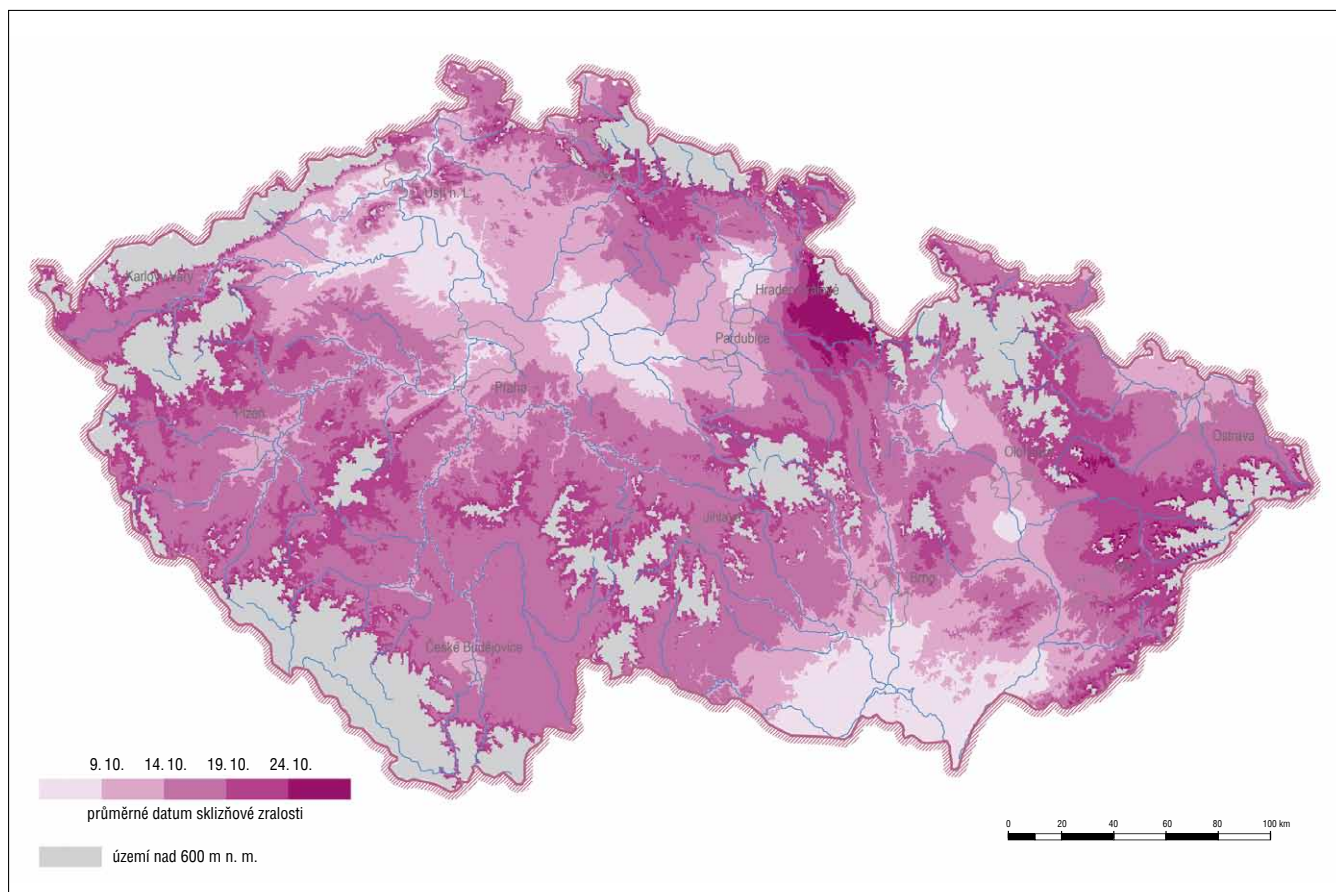 Ústí n. L.
Karlovy Vary
Hradec Králové
Pardubice
Praha
Plzeň
Ostrava
Olomouc
Jihlava
Brno
České Budějovice
9. 10. 14. 10. 19. 10. 24. 10.
průměrné datum sklizňové zralosti
území nad 600 m n. m.
0 20 40 60 80 100 km